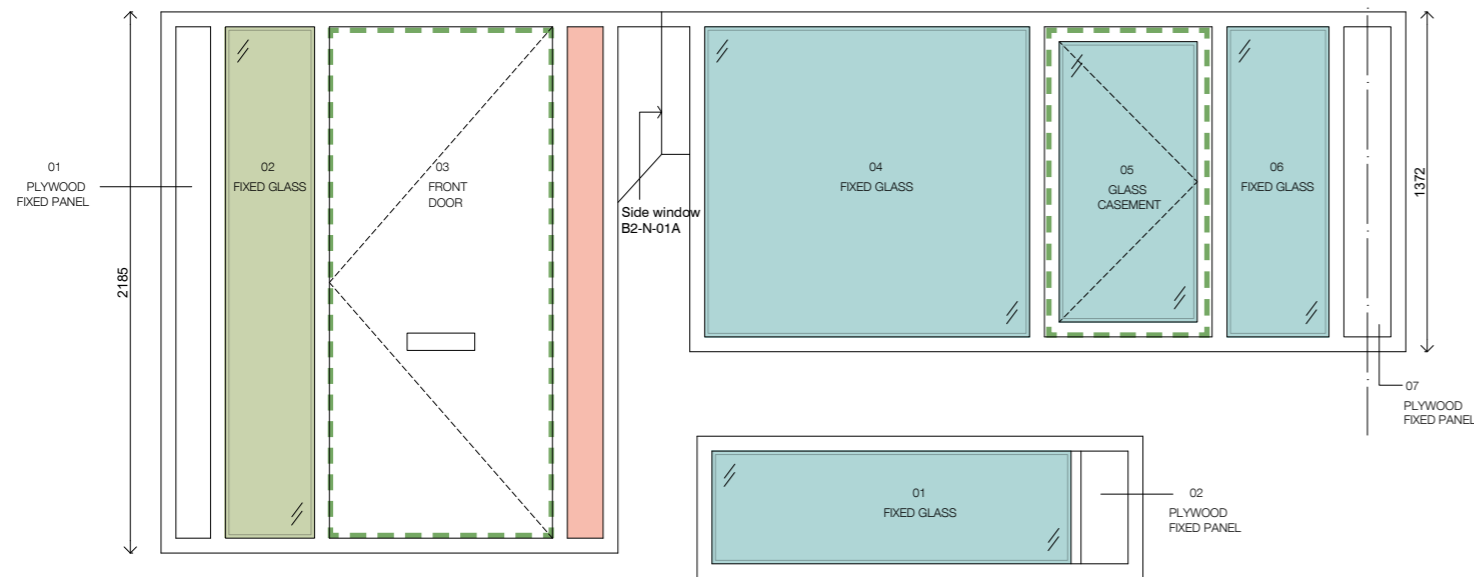 01
PLYWOOD
FIXED PANEL
02
FIXED GLASS
03
FRONT
DOOR
Side window
B2-N-01A
04
FIXED GLASS
05
GLASS
CASEMENT
06
FIXED GLASS
07
PLYWOOD
FIXED PANEL
2185
1372
01
FIXED GLASS
02
PLYWOOD
FIXED PANEL